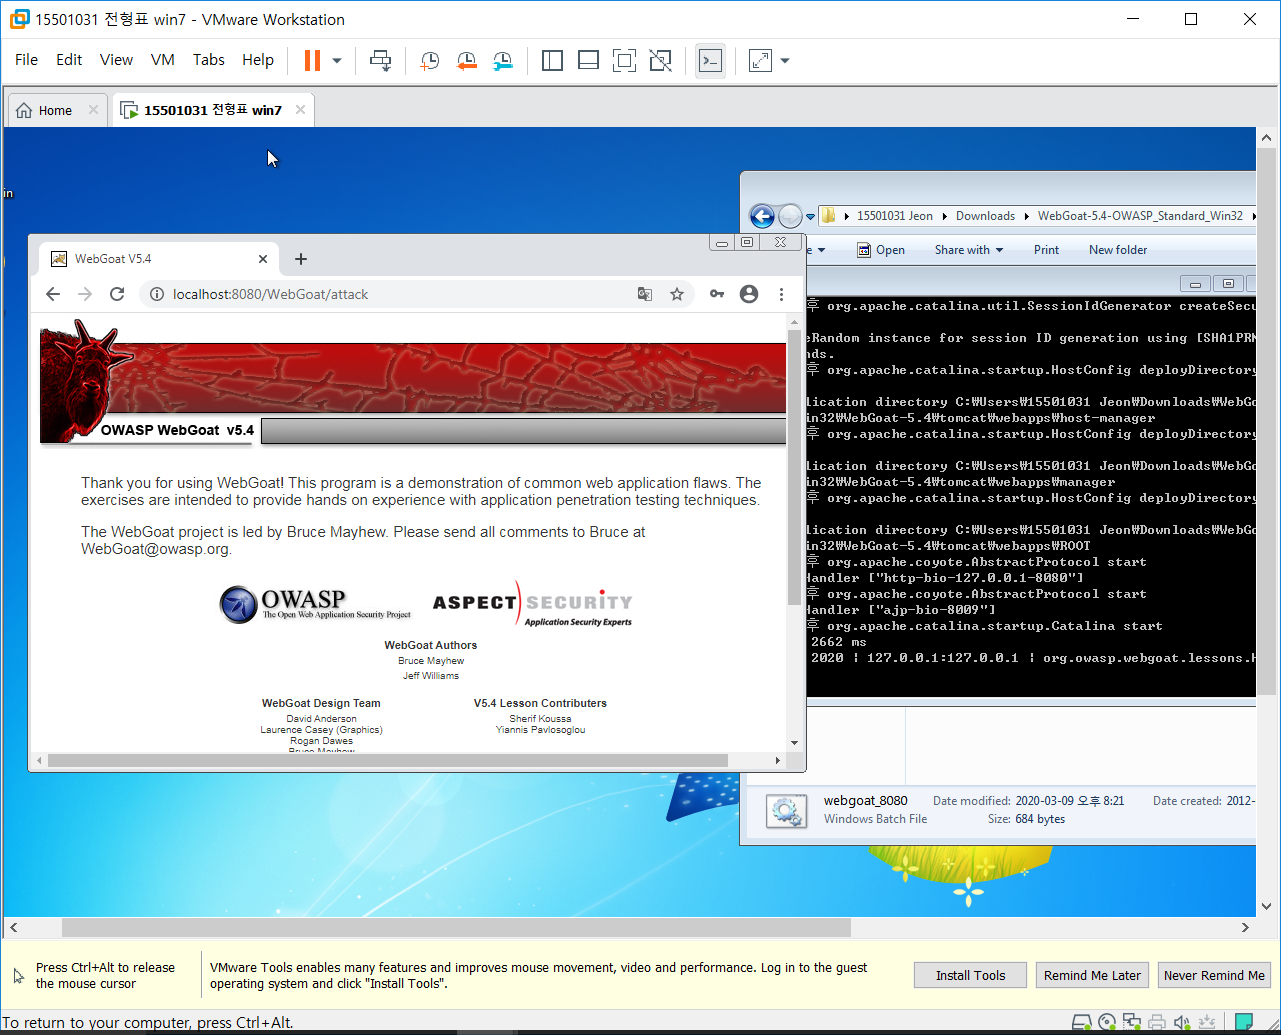 15501031 전형표 win7 - VMware Workstation
File Edit View VM Tabs Help
Home
15501031 전형표 win7
in
15501031 Jeon Downloads WebGoat-5.4-OWASP_Standard_Win32
Open Share with Print New folder
WebGoat V5.4
localhost:8080/WebGoat/attack
OWASP WebGoat v5.4
Thank you for using WebGoat! This program is a demonstration of common web application flaws. The
exercises are intended to provide hands on experience with application penetration testing techniques.
The WebGoat project is led by Bruce Mayhew. Please send all comments to Bruce at
WebGoat@owasp.org.
OWASP
The Open Web Application Security Project
ASPECT SECURITY
Application Security Experts
WebGoat Authors
Bruce Mayhew
Jeff Williams
WebGoat Design Team
David Anderson
Laurence Casey (Graphics)
Rogan Dawes
Bruce Mayhew
V5.4 Lesson Contributers
Sherif Koussa
Yiannis Pavlosoglou
후 org.apache.catalina.util.SessionIdGenerator createSecu
eRandom instance for session ID generation using [SHA1PRN
nds.
후 org.apache.catalina.startup.HostConfig deployDirectory
lication directory C:₩Users₩15501031 Jeon₩Downloads₩WebGo
in32₩WebGoat-5.4₩tomcat₩webapps₩host-manager
후 org.apache.catalina.startup.HostConfig deployDirectory
lication directory C:₩Users₩15501031 Jeon₩Downloads₩WebGo
in32₩WebGoat-5.4₩tomcat₩webapps₩manager
후 org.apache.catalina.startup.HostConfig deployDirectory
lication directory C:₩Users₩15501031 Jeon₩Downloads₩WebGo
in32₩WebGoat-5.4₩tomcat₩webapps₩ROOT
후 org.apache.coyote.AbstractProtocol start
Handler ["http-bio-127.0.0.1-8080"]
후 org.apache.coyote.AbstractProtocol start
Handler ["ajp-bio-8009"]
후 org.apache.catalina.startup.Catalina start
2662 ms
2020 | 127.0.0.1:127.0.0.1 | org.owasp.webgoat.lessons.H
webgoat_8080 Date modified: 2020-03-09 오후 8:21 Date created: 2012-
Windows Batch File Size: 684 bytes
Press Ctrl+Alt to release
the mouse cursor
VMware Tools enables many features and improves mouse movement, video and performance. Log in to the guest
operating system and click "Install Tools".
Install Tools Remind Me Later Never Remind Me
To return to your computer, press Ctrl+Alt.